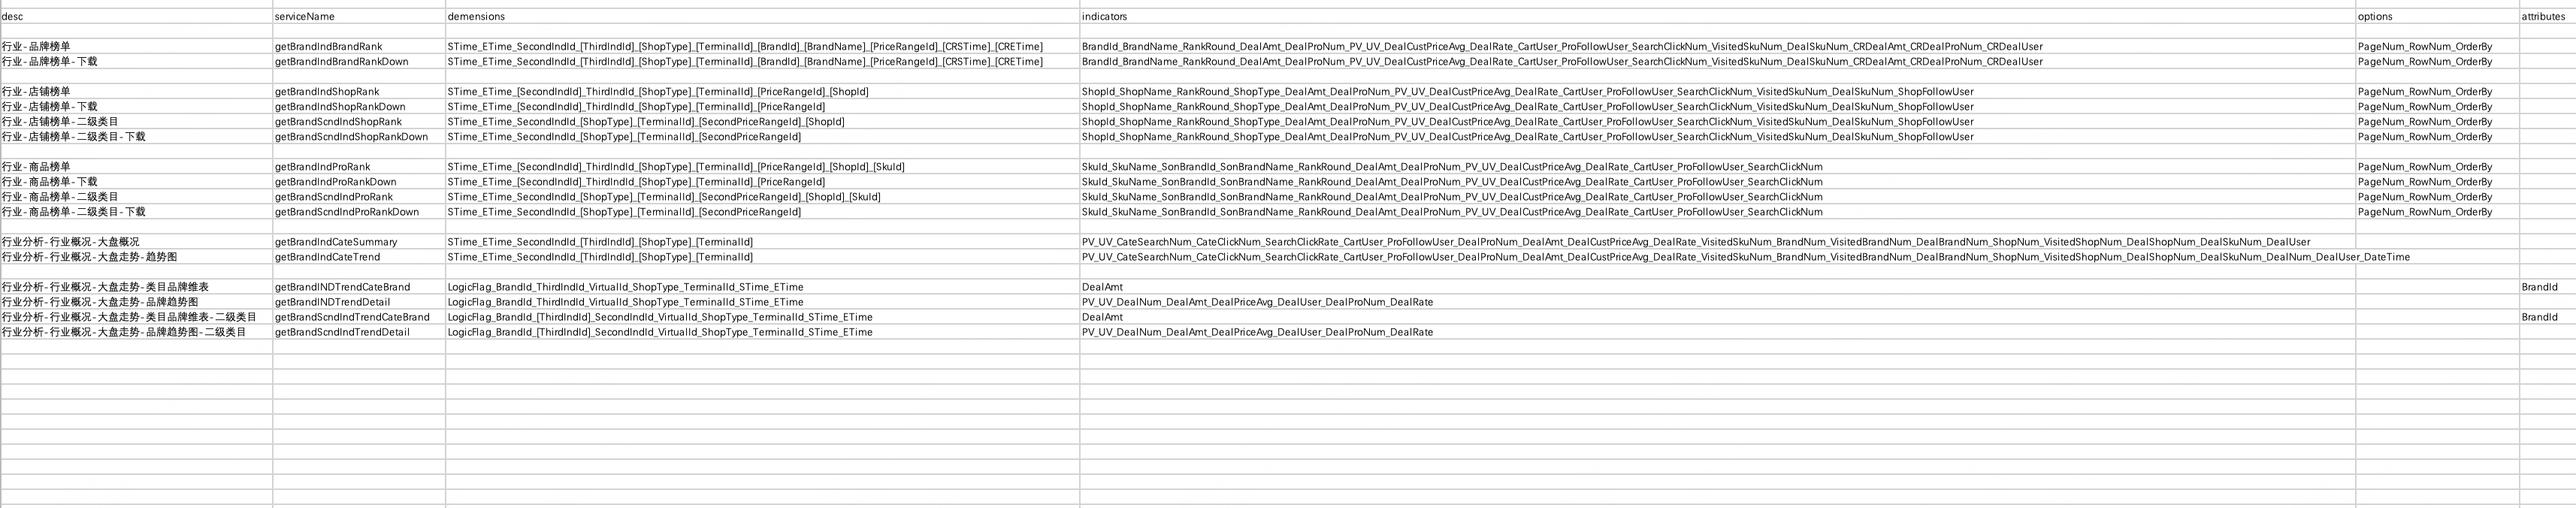 desc serviceName demensions indicators options attributes
行业-品牌榜单 getBrandIndBrandRank STime_ETime_SecondIndId_[ThirdIndId]_[ShopType]_[TerminalId]_[BrandId]_[BrandName]_[PriceRangeId]_[CRSTime]_[CRETime] BrandId_BrandName_RankRound_DealAmt_DealProNum_PV_UV_DealCustPriceAvg_DealRate_CartUser_ProFollowUser_SearchClickNum_VisitedSkuNum_DealSkuNum_CRDealAmt_CRDealProNum_CRDealUser PageNum_RowNum_OrderBy
行业-品牌榜单-下载 getBrandIndBrandRankDown STime_ETime_SecondIndId_[ThirdIndId]_[ShopType]_[TerminalId]_[BrandId]_[BrandName]_[PriceRangeId]_[CRSTime]_[CRETime] BrandId_BrandName_RankRound_DealAmt_DealProNum_PV_UV_DealCustPriceAvg_DealRate_CartUser_ProFollowUser_SearchClickNum_VisitedSkuNum_DealSkuNum_CRDealAmt_CRDealProNum_CRDealUser PageNum_RowNum_OrderBy
行业-店铺榜单 getBrandIndShopRank STime_ETime_[SecondIndId]_ThirdIndId_[ShopType]_[TerminalId]_[PriceRangeId]_[ShopId] ShopId_ShopName_RankRound_ShopType_DealAmt_DealProNum_PV_UV_DealCustPriceAvg_DealRate_CartUser_ProFollowUser_SearchClickNum_VisitedSkuNum_DealSkuNum_ShopFollowUser PageNum_RowNum_OrderBy
行业-店铺榜单-下载 getBrandIndShopRankDown STime_ETime_[SecondIndId]_ThirdIndId_[ShopType]_[TerminalId]_[PriceRangeId] ShopId_ShopName_RankRound_ShopType_DealAmt_DealProNum_PV_UV_DealCustPriceAvg_DealRate_CartUser_ProFollowUser_SearchClickNum_VisitedSkuNum_DealSkuNum_ShopFollowUser PageNum_RowNum_OrderBy
行业-店铺榜单-二级类目 getBrandScndIndShopRank STime_ETime_SecondIndId_[ShopType]_[TerminalId]_[SecondPriceRangeId]_[ShopId] ShopId_ShopName_RankRound_ShopType_DealAmt_DealProNum_PV_UV_DealCustPriceAvg_DealRate_CartUser_ProFollowUser_SearchClickNum_VisitedSkuNum_DealSkuNum_ShopFollowUser PageNum_RowNum_OrderBy
行业-店铺榜单-二级类目-下载 getBrandScndIndShopRankDown STime_ETime_SecondIndId_[ShopType]_[TerminalId]_[SecondPriceRangeId] ShopId_ShopName_RankRound_ShopType_DealAmt_DealProNum_PV_UV_DealCustPriceAvg_DealRate_CartUser_ProFollowUser_SearchClickNum_VisitedSkuNum_DealSkuNum_ShopFollowUser PageNum_RowNum_OrderBy
行业-商品榜单 getBrandIndProRank STime_ETime_[SecondIndId]_ThirdIndId_[ShopType]_[TerminalId]_[PriceRangeId]_[ShopId]_[SkuId] SkuId_SkuName_SonBrandId_SonBrandName_RankRound_DealAmt_DealProNum_PV_UV_DealCustPriceAvg_DealRate_CartUser_ProFollowUser_SearchClickNum PageNum_RowNum_OrderBy
行业-商品榜单-下载 getBrandIndProRankDown STime_ETime_[SecondIndId]_ThirdIndId_[ShopType]_[TerminalId]_[PriceRangeId] SkuId_SkuName_SonBrandId_SonBrandName_RankRound_DealAmt_DealProNum_PV_UV_DealCustPriceAvg_DealRate_CartUser_ProFollowUser_SearchClickNum PageNum_RowNum_OrderBy
行业-商品榜单-二级类目 getBrandScndIndProRank STime_ETime_SecondIndId_[ShopType]_[TerminalId]_[SecondPriceRangeId]_[ShopId]_[SkuId] SkuId_SkuName_SonBrandId_SonBrandName_RankRound_DealAmt_DealProNum_PV_UV_DealCustPriceAvg_DealRate_CartUser_ProFollowUser_SearchClickNum PageNum_RowNum_OrderBy
行业-商品榜单-二级类目-下载 getBrandScndIndProRankDown STime_ETime_SecondIndId_[ShopType]_[TerminalId]_[SecondPriceRangeId] SkuId_SkuName_SonBrandId_SonBrandName_RankRound_DealAmt_DealProNum_PV_UV_DealCustPriceAvg_DealRate_CartUser_ProFollowUser_SearchClickNum PageNum_RowNum_OrderBy
行业分析-行业概况-大盘概况 getBrandIndCateSummary STime_ETime_SecondIndId_[ThirdIndId]_[ShopType]_[TerminalId] PV_UV_CateSearchNum_CateClickNum_SearchClickRate_CartUser_ProFollowUser_DealProNum_DealAmt_DealCustPriceAvg_DealRate_VisitedSkuNum_BrandNum_VisitedBrandNum_DealBrandNum_ShopNum_VisitedShopNum_DealShopNum_DealSkuNum_DealUser
行业分析-行业概况-大盘走势-趋势图 getBrandIndCateTrend STime_ETime_SecondIndId_[ThirdIndId]_[ShopType]_[TerminalId] PV_UV_CateSearchNum_CateClickNum_SearchClickRate_CartUser_ProFollowUser_DealProNum_DealAmt_DealCustPriceAvg_DealRate_VisitedSkuNum_BrandNum_VisitedBrandNum_DealBrandNum_ShopNum_VisitedShopNum_DealShopNum_DealSkuNum_DealNum_DealUser_DateTime
行业分析-行业概况-大盘走势-类目品牌维表 getBrandINDTrendCateBrand LogicFlag_BrandId_ThirdIndId_VirtualId_ShopType_TerminalId_STime_ETime DealAmt BrandId
行业分析-行业概况-大盘走势-品牌趋势图 getBrandINDTrendDetail LogicFlag_BrandId_ThirdIndId_VirtualId_ShopType_TerminalId_STime_ETime PV_UV_DealNum_DealAmt_DealPriceAvg_DealUser_DealProNum_DealRate
行业分析-行业概况-大盘走势-类目品牌维表-二级类目 getBrandScndIndTrendCateBrand LogicFlag_BrandId_[ThirdIndId]_SecondIndId_VirtualId_ShopType_TerminalId_STime_ETime DealAmt BrandId
行业分析-行业概况-大盘走势-品牌趋势图-二级类目 getBrandScndIndTrendDetail LogicFlag_BrandId_[ThirdIndId]_SecondIndId_VirtualId_ShopType_TerminalId_STime_ETime PV_UV_DealNum_DealAmt_DealPriceAvg_DealUser_DealProNum_DealRate